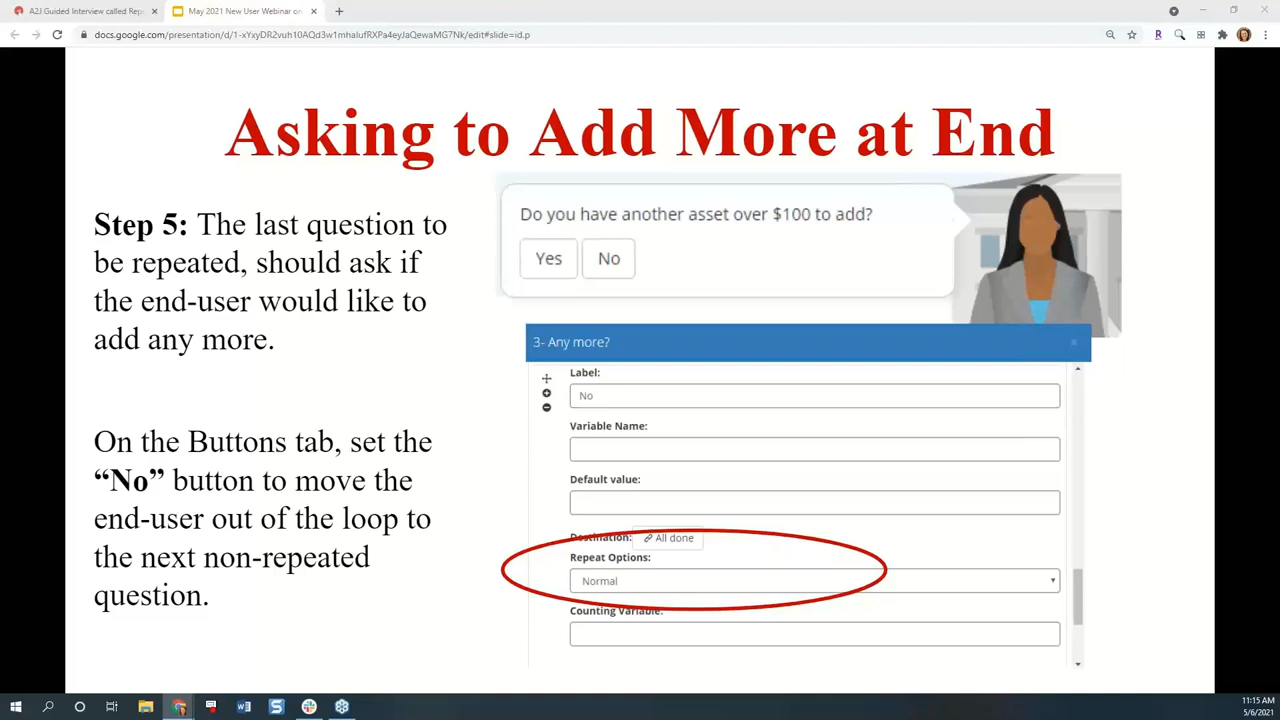 A2J Guided Interview called Rep
May 2021 New User Webinar on
docs.google.com/presentation/d/1-xYxyDR2vuh10AQd3w1mhaIufRXPa4eyJaQewaMG7Nk/edit#slide=id.p
Asking to Add More at End
Step 5: The last question to
be repeated, should ask if
the end-user would like to
add any more.
On the Buttons tab, set the
“No” button to move the
end-user out of the loop to
the next non-repeated
question.
Do you have another asset over $100 to add?
Yes No
3- Any more?
Label:
No
Variable Name:
Default value:
Destination: All done
Repeat Options:
Normal
Counting Variable:
11:15 AM
5/6/2021